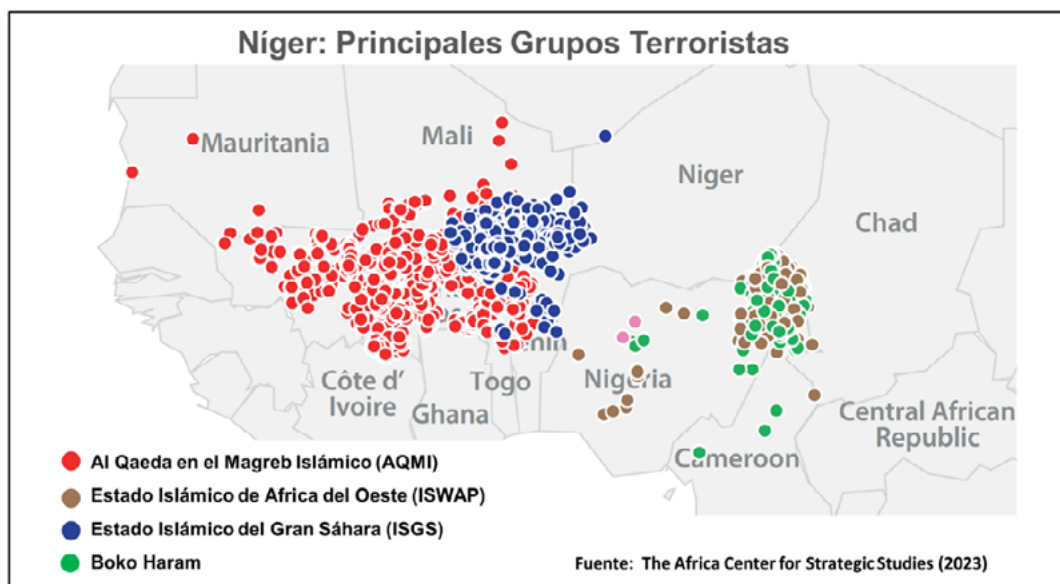 Níger: Principales Grupos Terroristas
Mauritania
Mali
Niger
Chad
Côte d'
Ivoire
Ghana
Togo
Nigeria
Cameroon
Central African
Republic
Al Qaeda en el Magreb Islámico (AQMI)
Estado Islámico de Africa del Oeste (ISWAP)
Estado Islámico del Gran Sáhara (ISGS)
Boko Haram
Fuente: The Africa Center for Strategic Studies (2023)